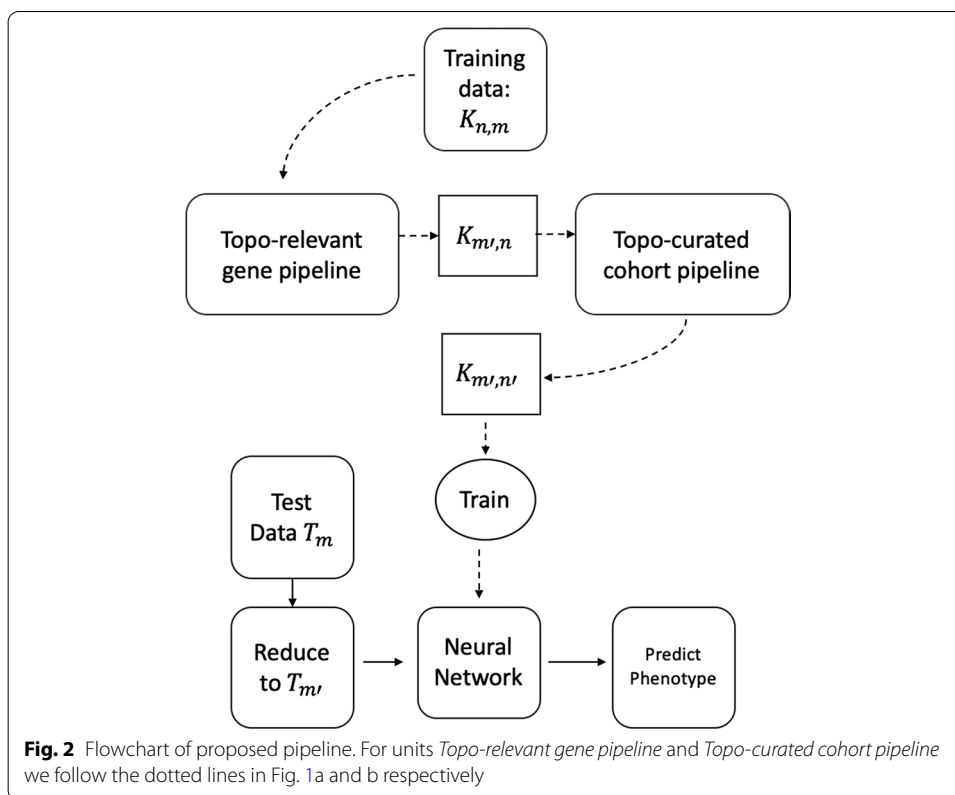 Training
data:
K_{n,m}
Topo-relevant
gene pipeline
K_{m′,n}
Topo-curated
cohort pipeline
K_{m′,n′}
Test
Data T_m
Train
Reduce
to T_{m′}
Neural
Network
Predict
Phenotype
Fig. 2 Flowchart of proposed pipeline. For units Topo-relevant gene pipeline and Topo-curated cohort pipeline
we follow the dotted lines in Fig. 1a and b respectively